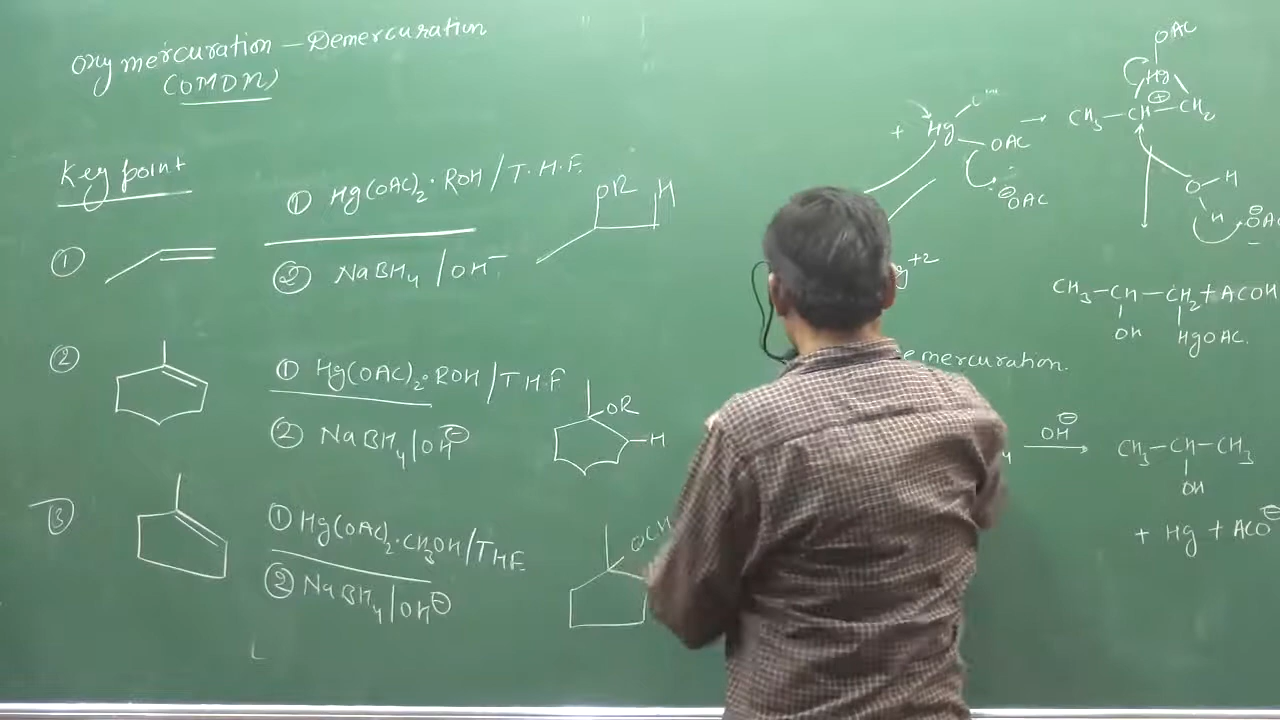 Oxymercuration – Demercuration
(OMDM)
Key point
① ① Hg(OAC)₂·ROH/T·H·F.
② NaBH₄/OH⁻
OR H
② ① Hg(OAC)₂·ROH/T·H·F
② NaBH₄/OH⊖
OR
H
③ ① Hg(OAC)₂·CH₃OH/THF
② NaBH₄/OH⊖
OCH
+ Hg →
OAC
⊖OAC
OAC
Hg
CH₃–CH–CH₂
⊕
O–H
H
⊖OAC
+2
CH₃–CH–CH₂+ACOH
OH HgOAC.
emercuration.
OH⊖
CH₃–CH–CH₃
OH
+ Hg + ACO⊖